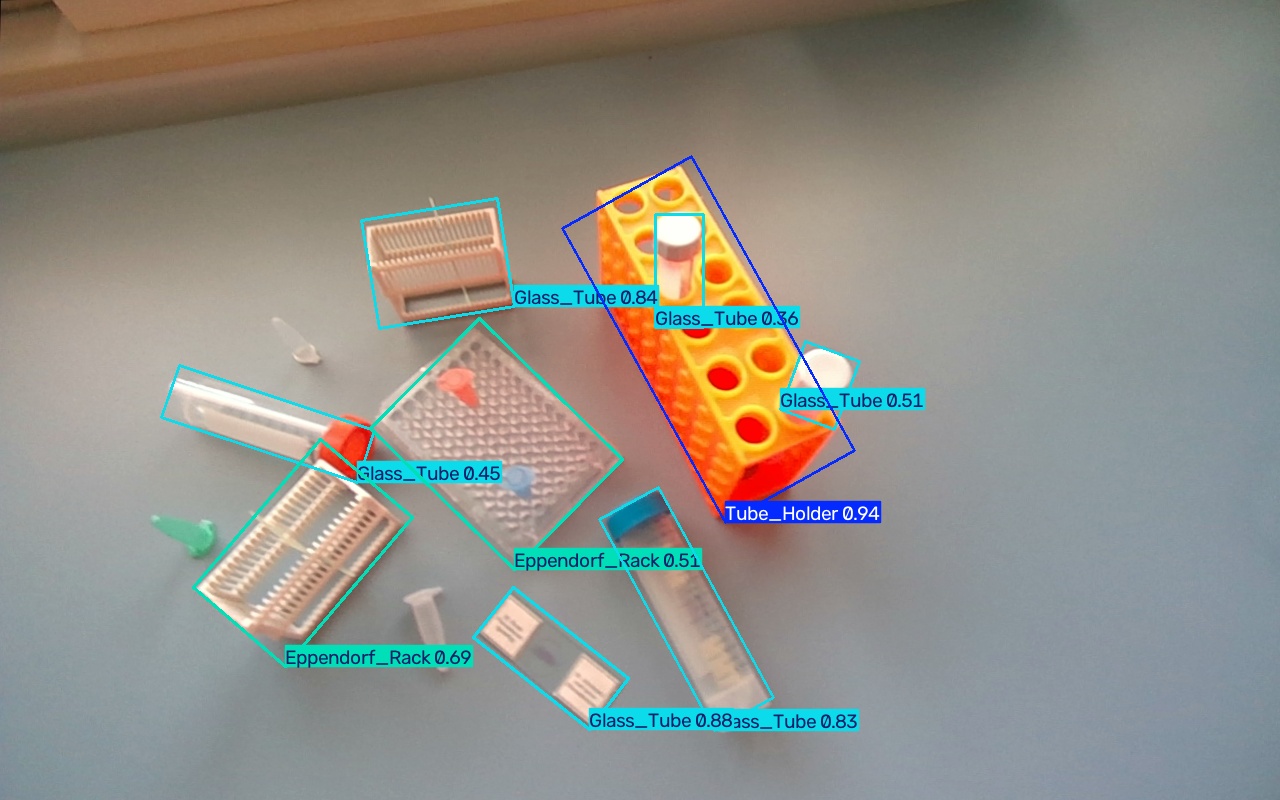 Glass_Tube 0.84
Glass_Tube 0.36
Glass_Tube 0.51
Glass_Tube 0.45
Tube_Holder 0.94
Eppendorf_Rack 0.51
Eppendorf_Rack 0.69
Glass_Tube 0.88
ass_Tube 0.83